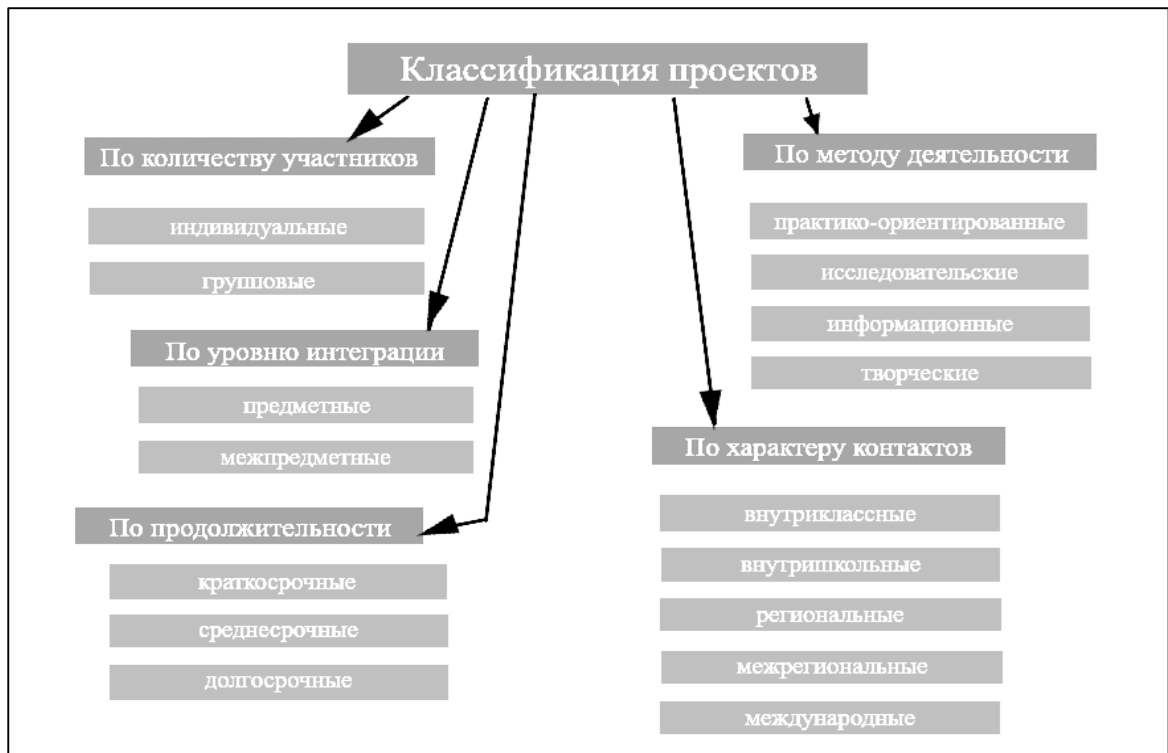 Классификация проектов
По количеству участников
индивидуальные
групповые
По уровню интеграции
предметные
межпредметные
По продолжительности
краткосрочные
среднесрочные
долгосрочные
По методу деятельности
практико-ориентированные
исследовательские
информационные
творческие
По характеру контактов
внутриклассные
внутришкольные
региональные
межрегиональные
международные